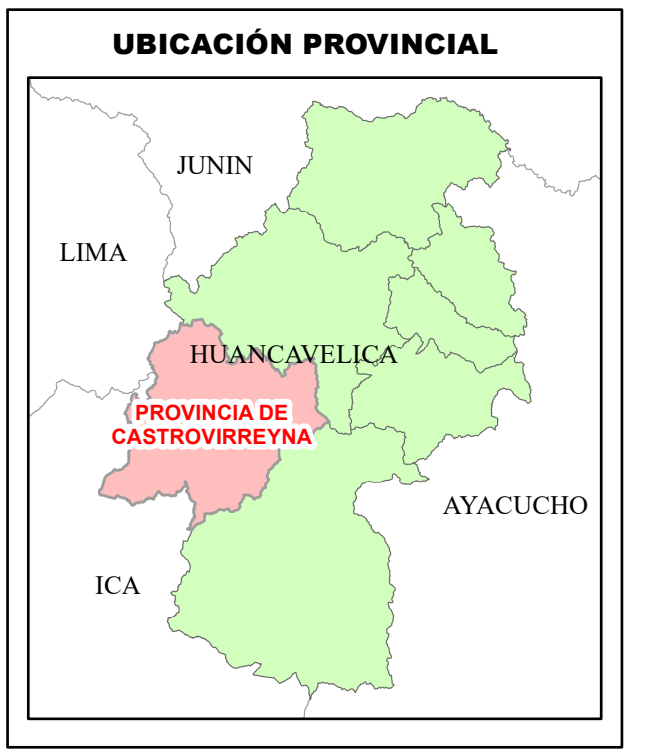 UBICACIÓN PROVINCIAL
JUNIN
LIMA
HUANCAVELICA
PROVINCIA DE
CASTROVIRREYNA
AYACUCHO
ICA